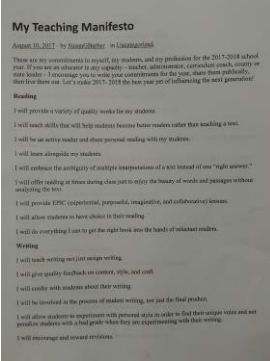 My Teaching Manifesto
August 16, 2017 by SusanGBarber in Uncategorized
These are my commitments to myself, my students, and my profession for the 2017-2018 school
year. If you are an educator in any capacity – teacher, administrator, curriculum coach, county or
state leader – I encourage you to write your commitments for the year, share them publically,
then live them out. Let's make 2017-2018 the best year yet of influencing the next generation!
Reading
I will provide a variety of quality works for my students.
I will teach skills that will help students become better readers rather than teaching a text.
I will be an active reader and share personal reading with my students.
I will learn alongside my students.
I will embrace the ambiguity of multiple interpretations of a text instead of one "right answer."
I will offer reading at times during class just to enjoy the beauty of words and passages without
analyzing the text.
I will provide EPIC (experiential, purposeful, imaginative, and collaborative) lessons.
I will allow students to have choice in their reading.
I will do everything I can to get the right book into the hands of reluctant readers.
Writing
I will teach writing not just assign writing.
I will give quality feedback on content, style, and craft.
I will confer with students about their writing.
I will be involved in the process of student writing, not just the final product.
I will allow students to experiment with personal style in order to find their unique voice and not
penalize students with a bad grade when they are experimenting with their writing.
I will encourage and reward revisions.